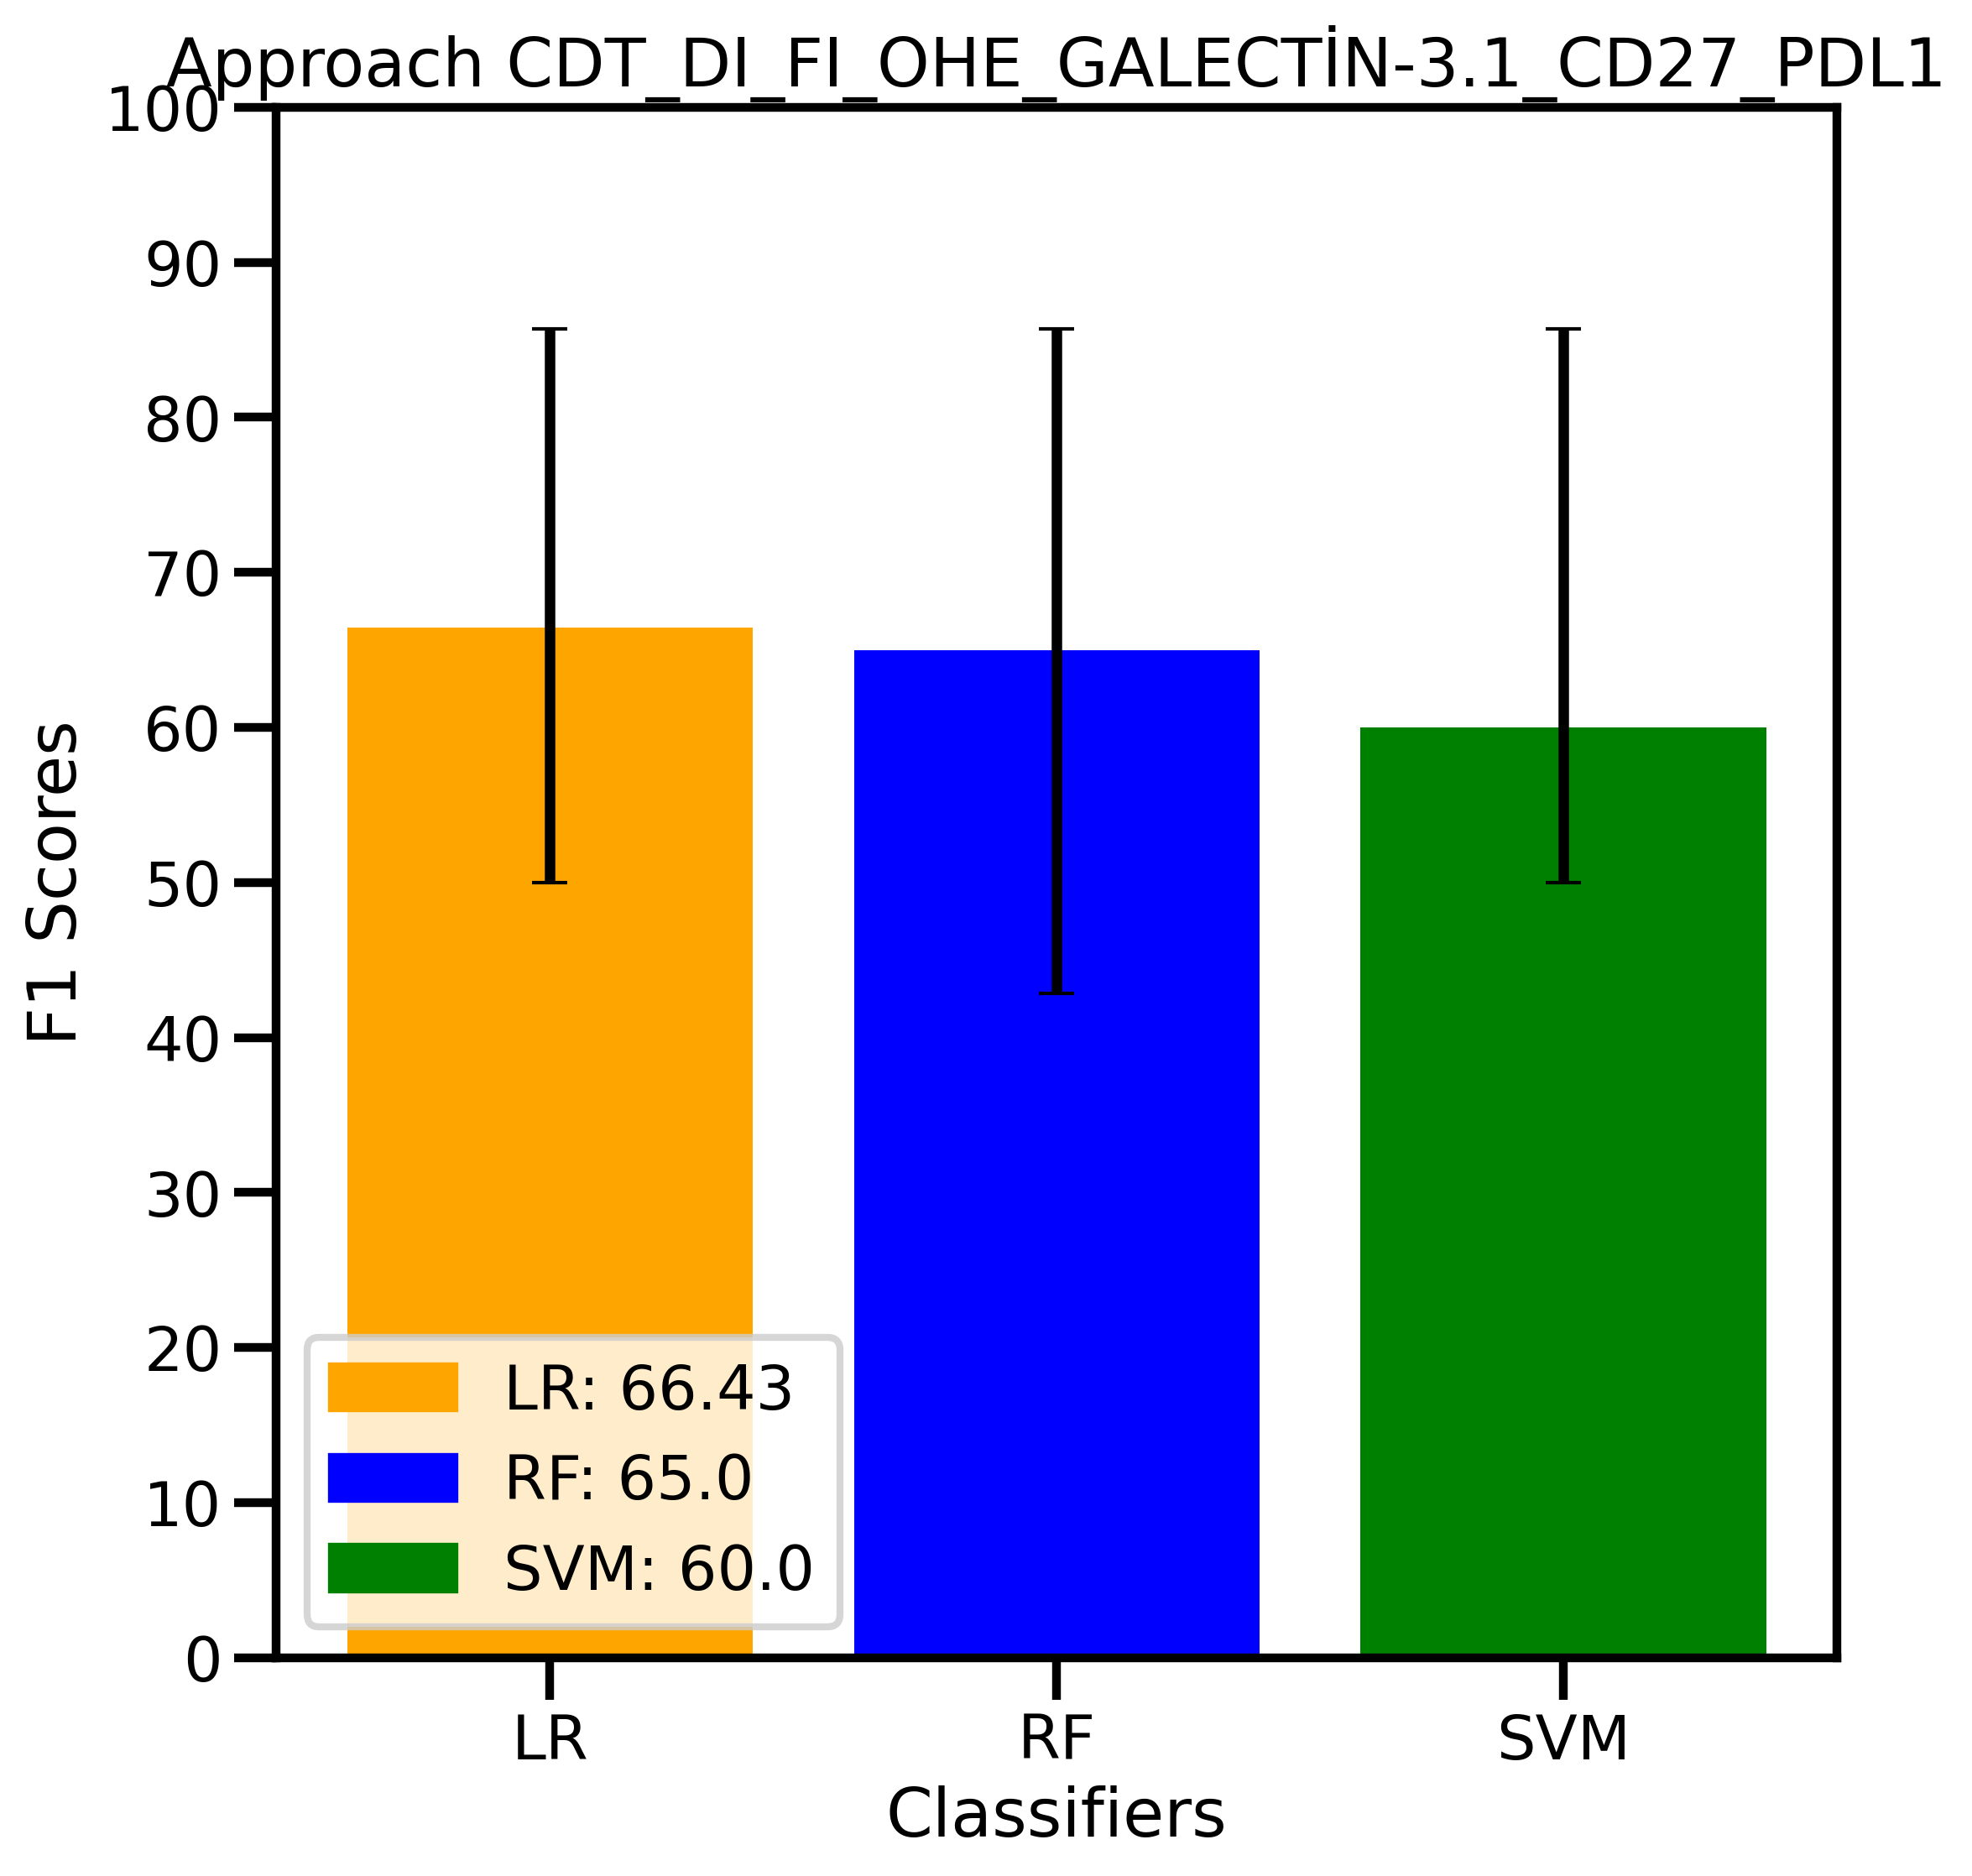 Approach CDT_DI_FI_OHE_GALECTİN-3.1_CD27_PDL1
100
90
80
70
60
50
40
30
20
10
0
F1 Scores
LR: 66.43
RF: 65.0
SVM: 60.0
LR
RF
SVM
Classifiers